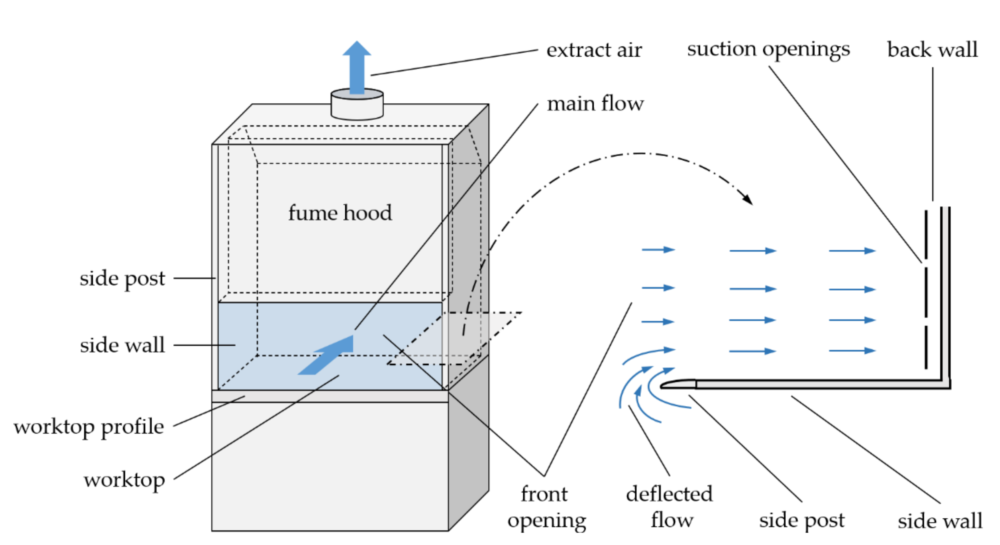 extract air
suction openings
back wall
main flow
fume hood
side post
side wall
worktop profile
worktop
front
opening
deflected
flow
side post
side wall